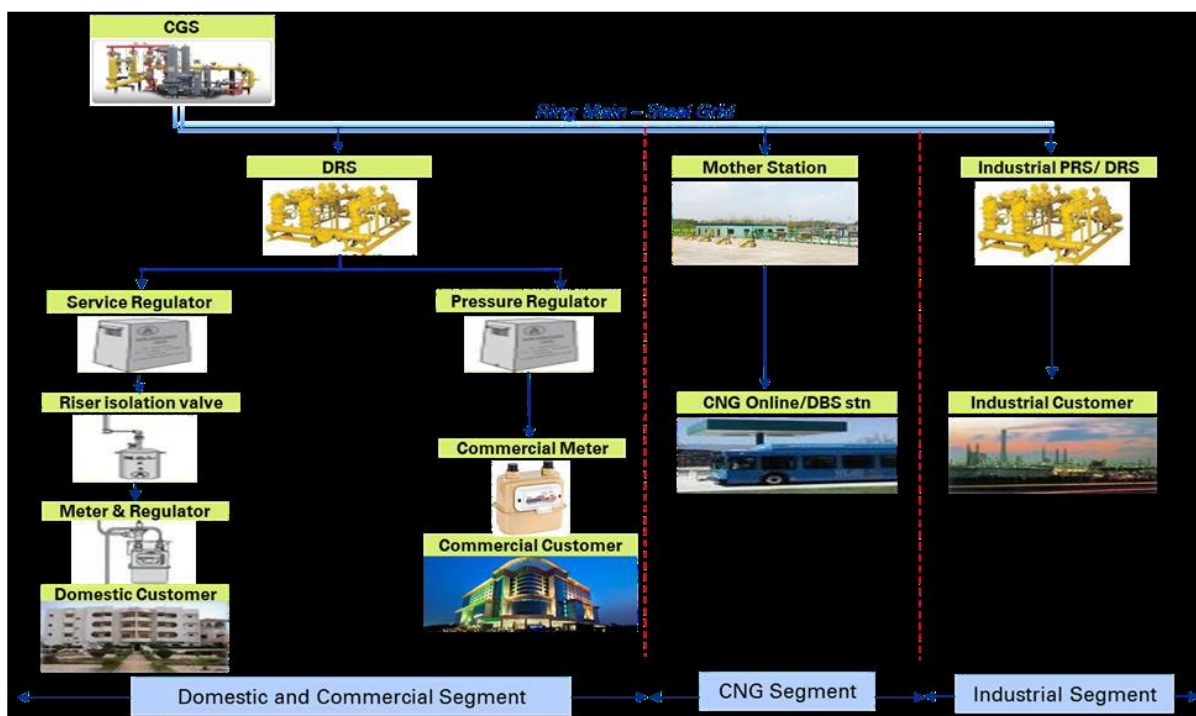 CGS
Ring Main – Steel Grid
DRS
Mother Station
Industrial PRS/ DRS
Service Regulator
Pressure Regulator
Riser isolation valve
CNG Online/DBS stn
Industrial Customer
Commercial Meter
Meter & Regulator
Commercial Customer
Domestic Customer
Domestic and Commercial Segment
CNG Segment
Industrial Segment